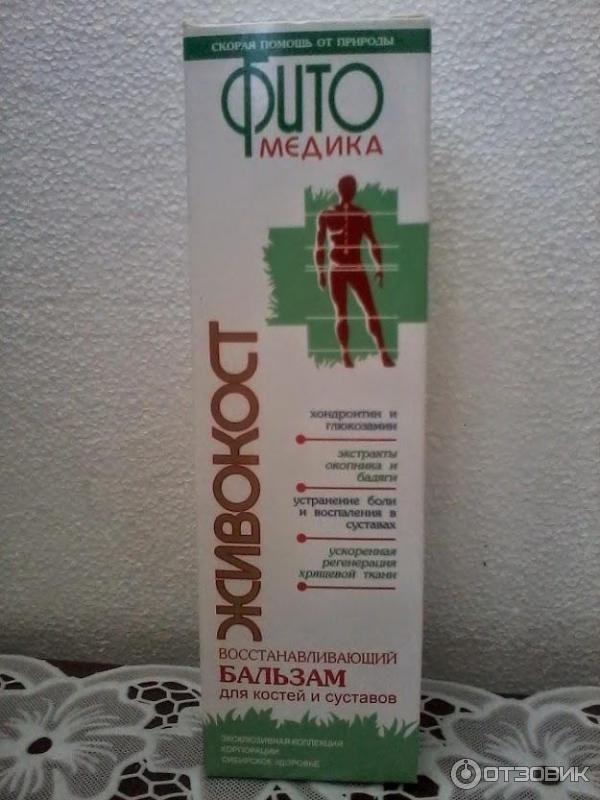 СКОРАЯ ПОМОЩЬ ОТ ПРИРОДЫ
ФИТО
МЕДИКА
ЖИВОКОСТ
хондроитин и
глюкозамин
экстракты
окопника и
бадяги
устранение боли
и воспаления в
суставах
ускоренная
регенерация
хрящевой ткани
ВОССТАНАВЛИВАЮЩИЙ
БАЛЬЗАМ
для костей и суставов
ЭКСКЛЮЗИВНАЯ КОЛЛЕКЦИЯ
КОРПОРАЦИИ
СИБИРСКОЕ ЗДОРОВЬЕ
ОТЗОВИК